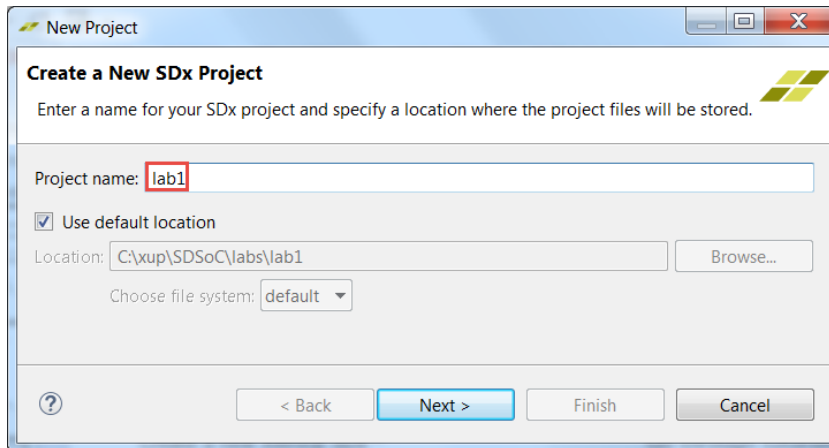 New Project
Create a New SDx Project
Enter a name for your SDx project and specify a location where the project files will be stored.
Project name: lab1
Use default location
Location: C:\xup\SDSoC\labs\lab1 Browse...
Choose file system: default
? < Back Next > Finish Cancel